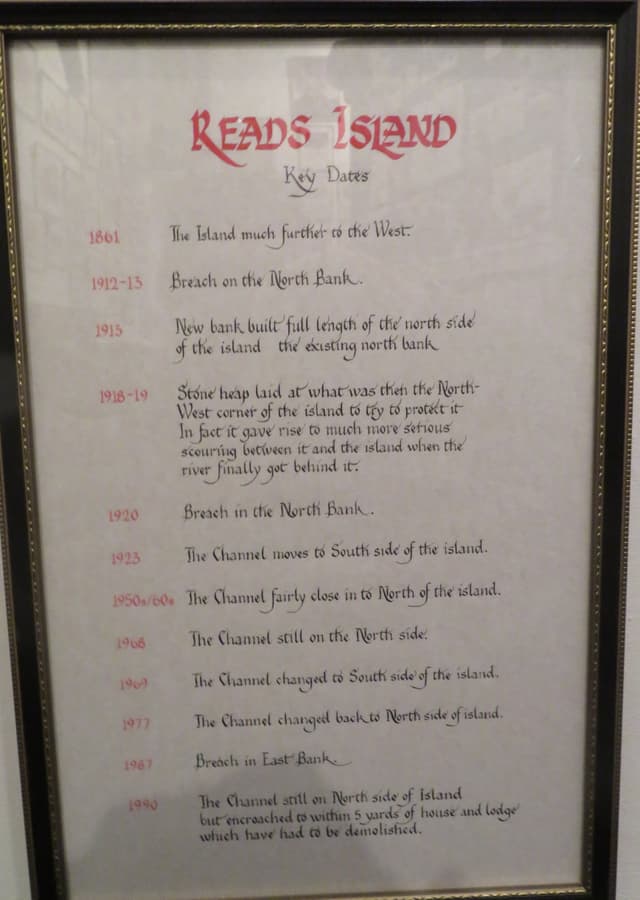 READS ISLAND
Key Dates
1861 The Island much further to the West.
1912-13 Breach on the North Bank.
1915 New bank built full length of the north side
of the island the existing north bank
1918-19 Stone heap laid at what was then the North-
West corner of the island to try to protect it
In fact it gave rise to much more serious
scouring between it and the island when the
river finally got behind it.
1920 Breach in the North Bank.
1923 The Channel moves to South side of the island.
1950s/60s The Channel fairly close in to North of the island.
1968 The Channel still on the North side.
1969 The Channel changed to South side of the island.
1977 The Channel changed back to North side of island.
1987 Breach in East Bank.
1990 The Channel still on North side of Island
but encroached to within 5 yards of house and lodge
which have had to be demolished.